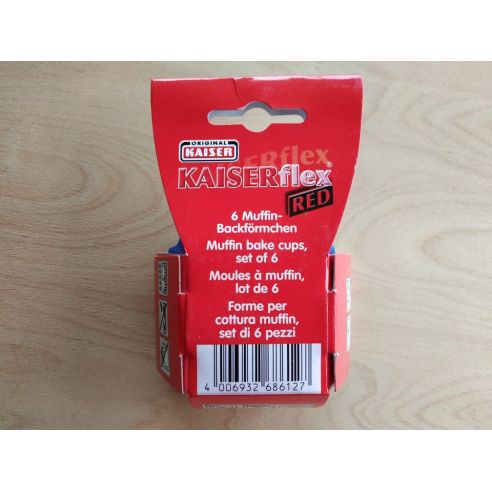 ORIGINAL
KAISER
KAISERflex
RED
6 Muffin-
Backförmchen
Muffin bake cups,
set of 6
Moules à muffin,
lot de 6
Forme per
cottura muffin,
set di 6 pezzi
4 006932 686127